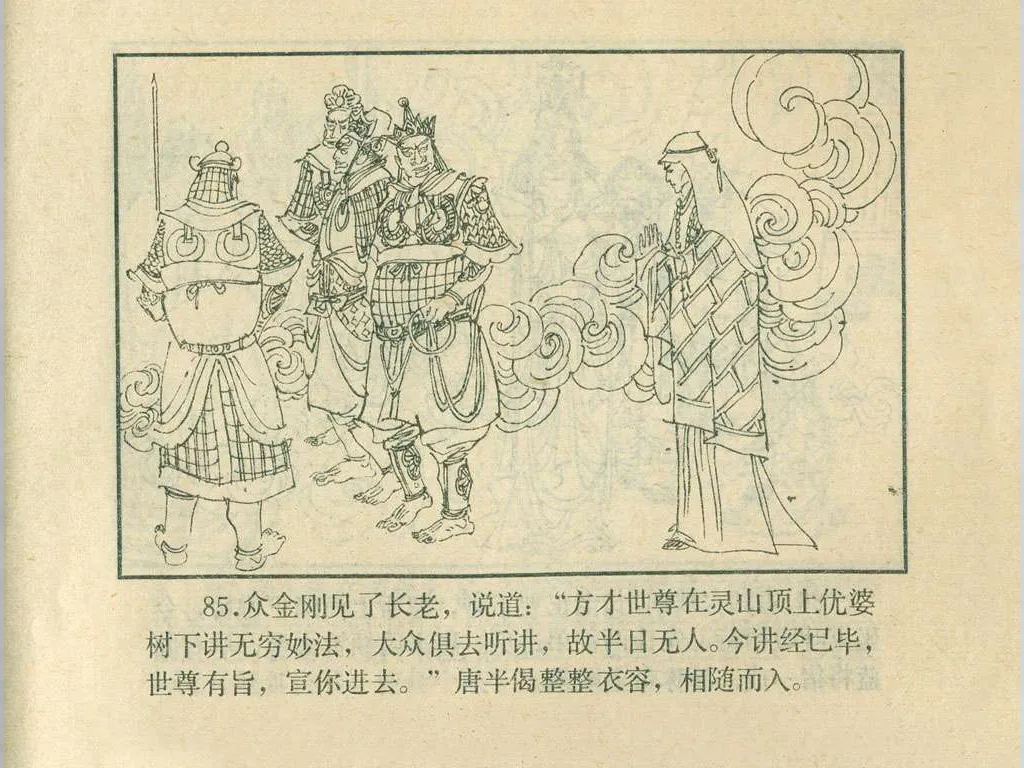 85.众金刚见了长老，说道：“方才世尊在灵山顶上优婆
树下讲无穷妙法，大众俱去听讲，故半日无人。今讲经已毕，
世尊有旨，宣你进去。”唐半偈整整衣容，相随而入。